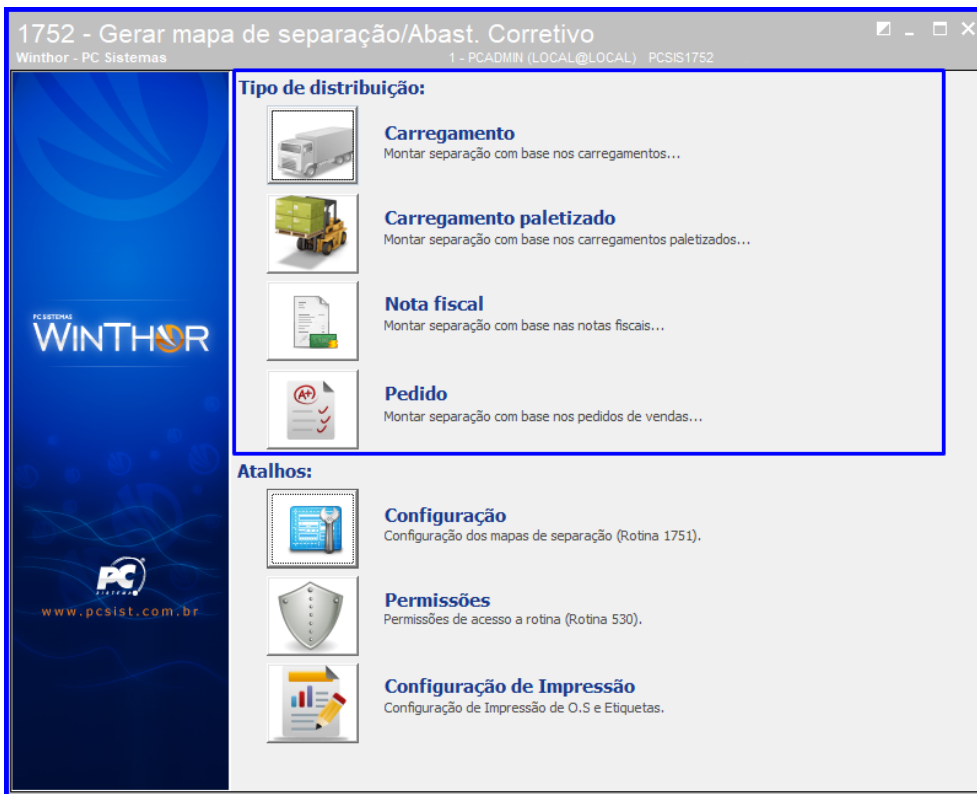 1752 - Gerar mapa de separação/Abast. Corretivo
Winthor - PC Sistemas
1 - PCADMIN (LOCAL@LOCAL) PCSIS1752
Tipo de distribuição:
Carregamento
Montar separação com base nos carregamentos...
Carregamento paletizado
Montar separação com base nos carregamentos paletizados...
Nota fiscal
Montar separação com base nas notas fiscais...
A+
Pedido
Montar separação com base nos pedidos de vendas...
Atalhos:
Configuração
Configuração dos mapas de separação (Rotina 1751).
Permissões
Permissões de acesso a rotina (Rotina 530).
Configuração de Impressão
Configuração de Impressão de O.S e Etiquetas.
PC SISTEMAS
WINTHOR
PC
SISTEMAS
www.pcsist.com.br